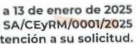 a 13 de enero de 2025
SA/CEyRM/0001/2025
tención a su solicitud.